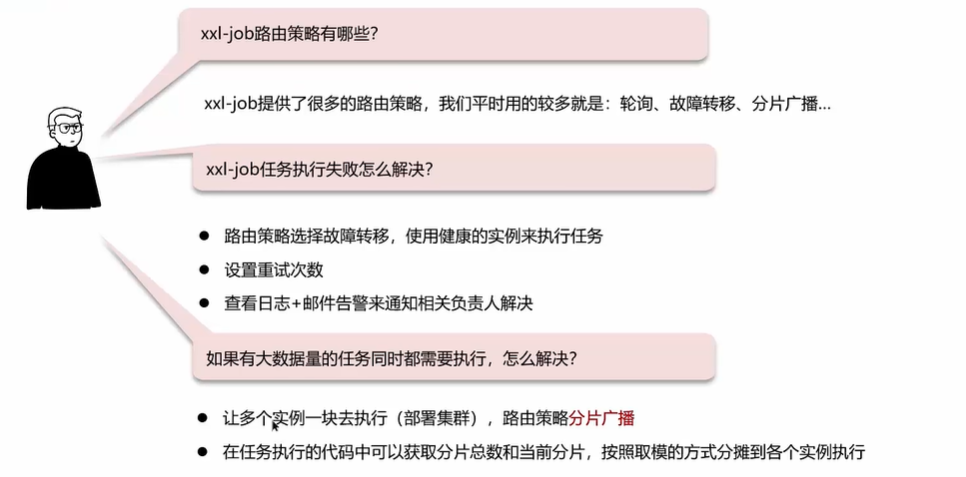 xxl-job路由策略有哪些？
xxl-job提供了很多的路由策略，我们平时用的较多就是：轮询、故障转移、分片广播…
xxl-job任务执行失败怎么解决？
● 路由策略选择故障转移，使用健康的实例来执行任务
● 设置重试次数
● 查看日志+邮件告警来通知相关负责人解决
如果有大数据量的任务同时都需要执行，怎么解决？
● 让多个实例一块去执行（部署集群），路由策略分片广播
● 在任务执行的代码中可以获取分片总数和当前分片，按照取模的方式分摊到各个实例执行